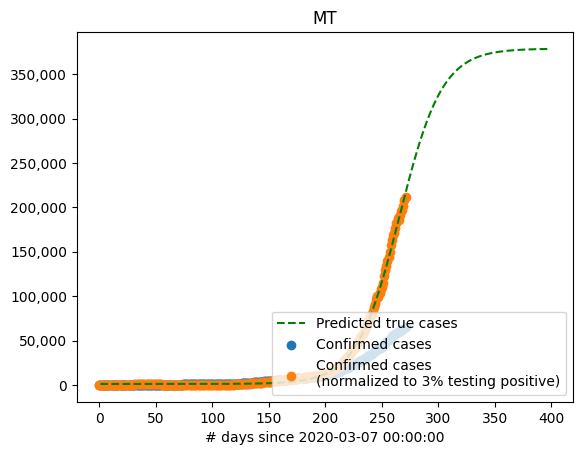 MT
350,000
300,000
250,000
200,000
150,000
100,000
50,000
0
Predicted true cases
Confirmed cases
Confirmed cases
(normalized to 3% testing positive)
0 50 100 150 200 250 300 350 400
# days since 2020-03-07 00:00:00